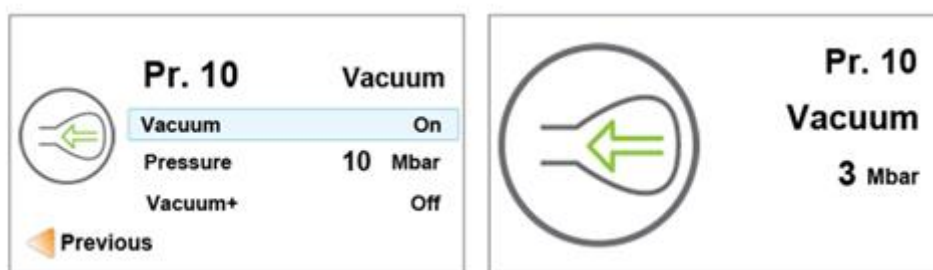 Pr. 10 Vacuum
Vacuum On
Pressure 10 Mbar
Vacuum+ Off
Previous
Pr. 10
Vacuum
3 Mbar